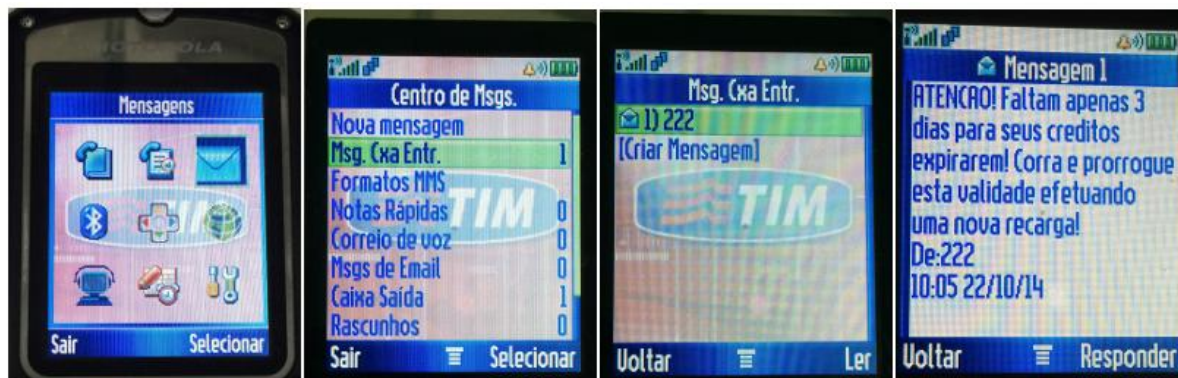 MOTOROLA
Mensagens
TIM
Sair
Selecionar
Centro de Msgs.
Nova mensagem
Msg. Cxa Entr. 1
Formatos MMS
Notas Rápidas 0
Correio de voz 0
Msgs de Email 0
Caixa Saída 1
Rascunhos 0
TIM
Sair
Selecionar
Msg. Cxa Entr.
1) 222
[Criar Mensagem]
TIM
Voltar
Ler
Mensagem 1
ATENCAO! Faltam apenas 3
dias para seus creditos
expirarem! Corra e prorrogue
esta validade efetuando
uma nova recarga!
De:222
10:05 22/10/14
Voltar
Responder